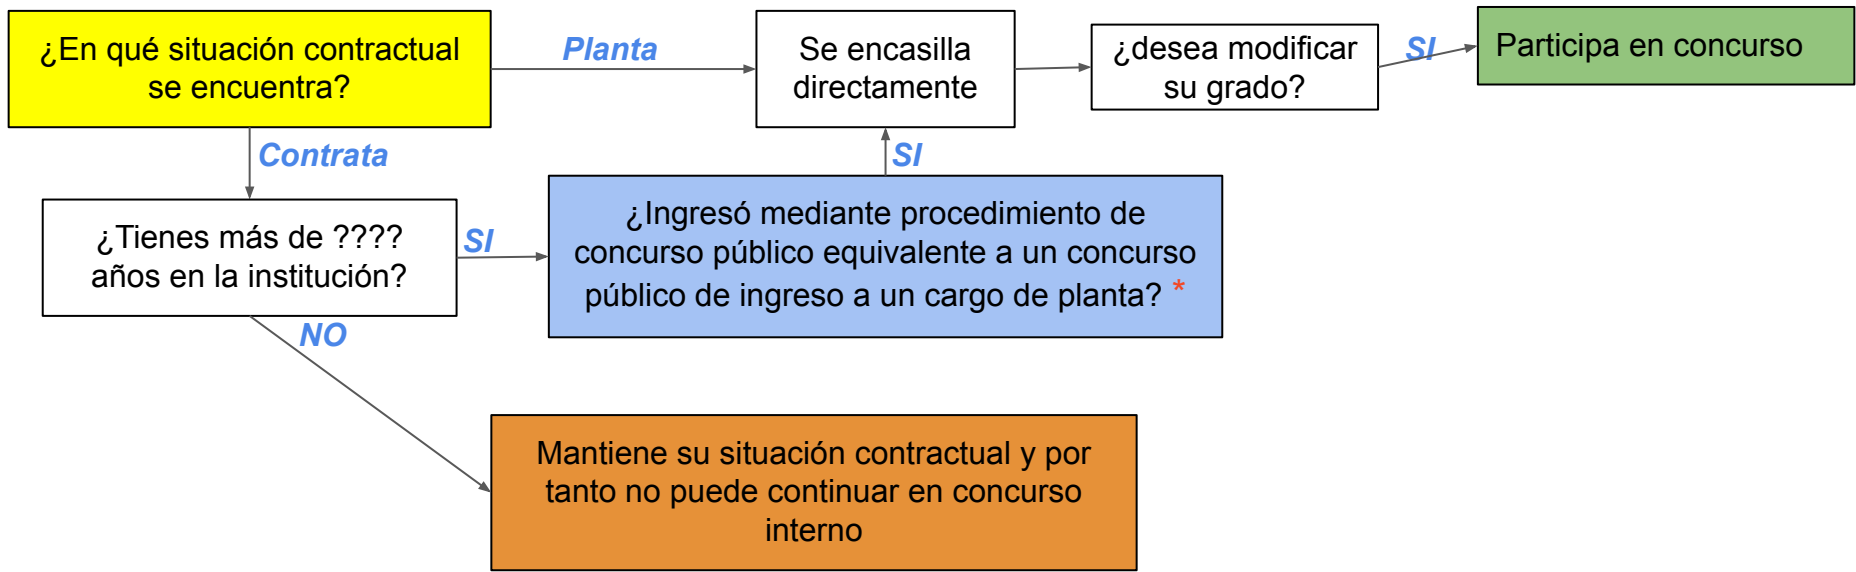 ¿En qué situación contractual
se encuentra?
Planta
Se encasilla
directamente
¿desea modificar
su grado?
SI
Participa en concurso
Contrata
SI
¿Tienes más de ????
años en la institución?
SI
¿Ingresó mediante procedimiento de
concurso público equivalente a un concurso
público de ingreso a un cargo de planta? *
NO
Mantiene su situación contractual y por
tanto no puede continuar en concurso
interno